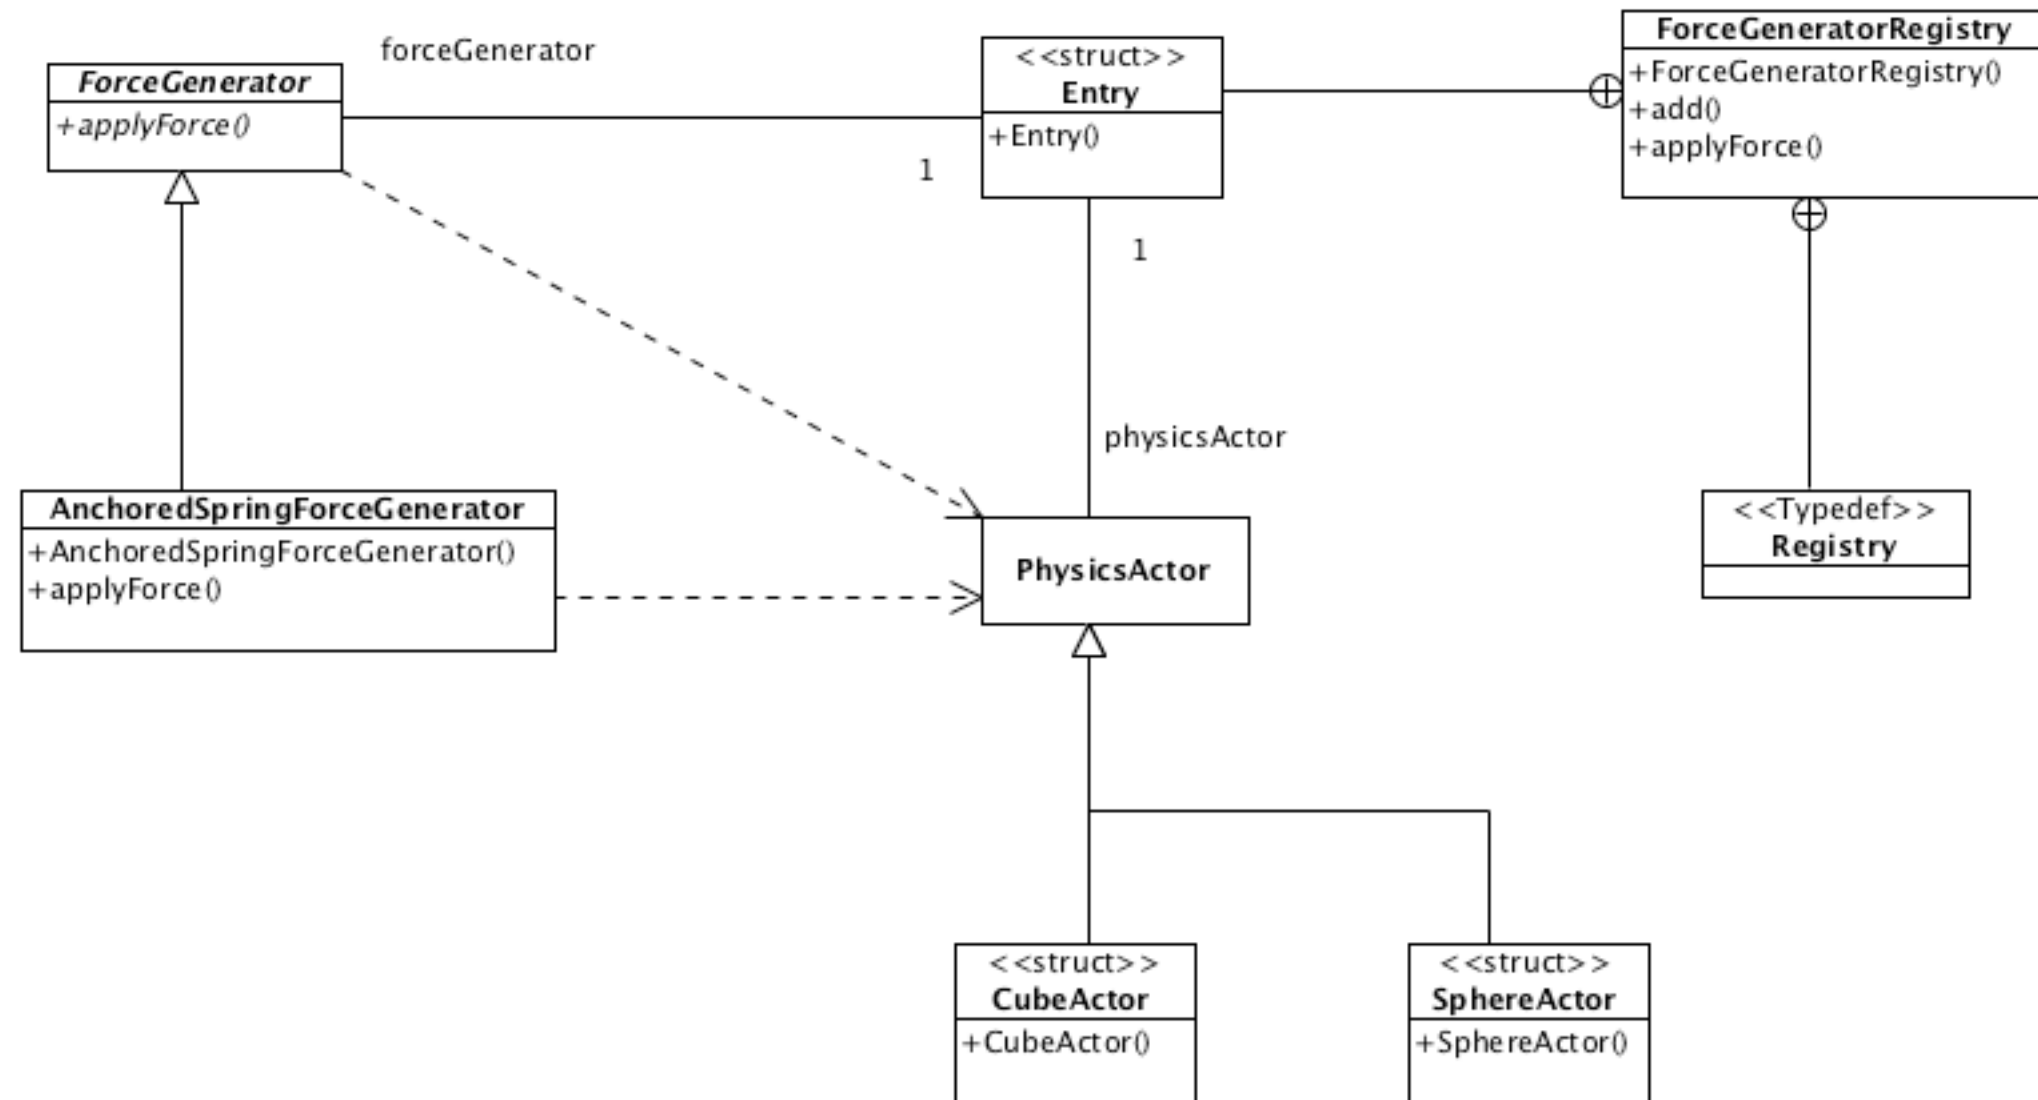 forceGenerator
ForceGenerator
+applyForce()
<<struct>>
Entry
+Entry()
ForceGeneratorRegistry
+ForceGeneratorRegistry()
+add()
+applyForce()
1
1
physicsActor
AnchoredSpringForceGenerator
+AnchoredSpringForceGenerator()
+applyForce()
PhysicsActor
<<Typedef>>
Registry
<<struct>>
CubeActor
+CubeActor()
<<struct>>
SphereActor
+SphereActor()